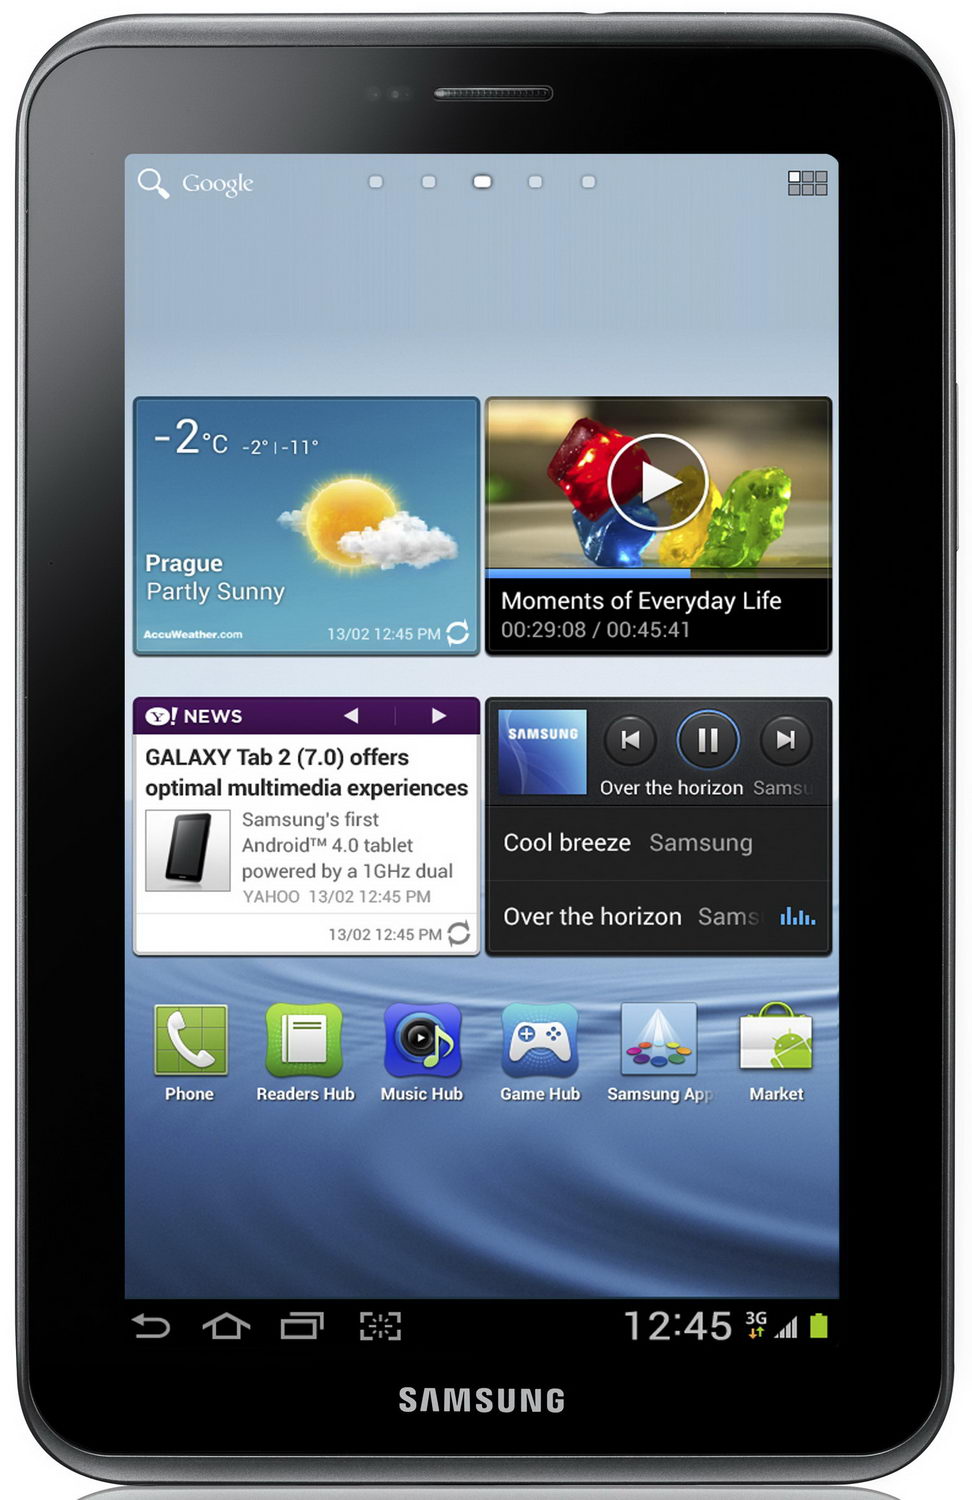 Google
-2°C -2° | -11°
Prague
Partly Sunny
AccuWeather.com 13/02 12:45 PM
Moments of Everyday Life
00:29:08 / 00:45:41
Y! NEWS
GALAXY Tab 2 (7.0) offers
optimal multimedia experiences
Samsung's first
Android™ 4.0 tablet
powered by a 1GHz dual
YAHOO 13/02 12:45 PM
13/02 12:45 PM
SAMSUNG
Over the horizon Samsu
Cool breeze Samsung
Over the horizon Sams
Phone Readers Hub Music Hub Game Hub Samsung App Market
12:45 3G
SAMSUNG